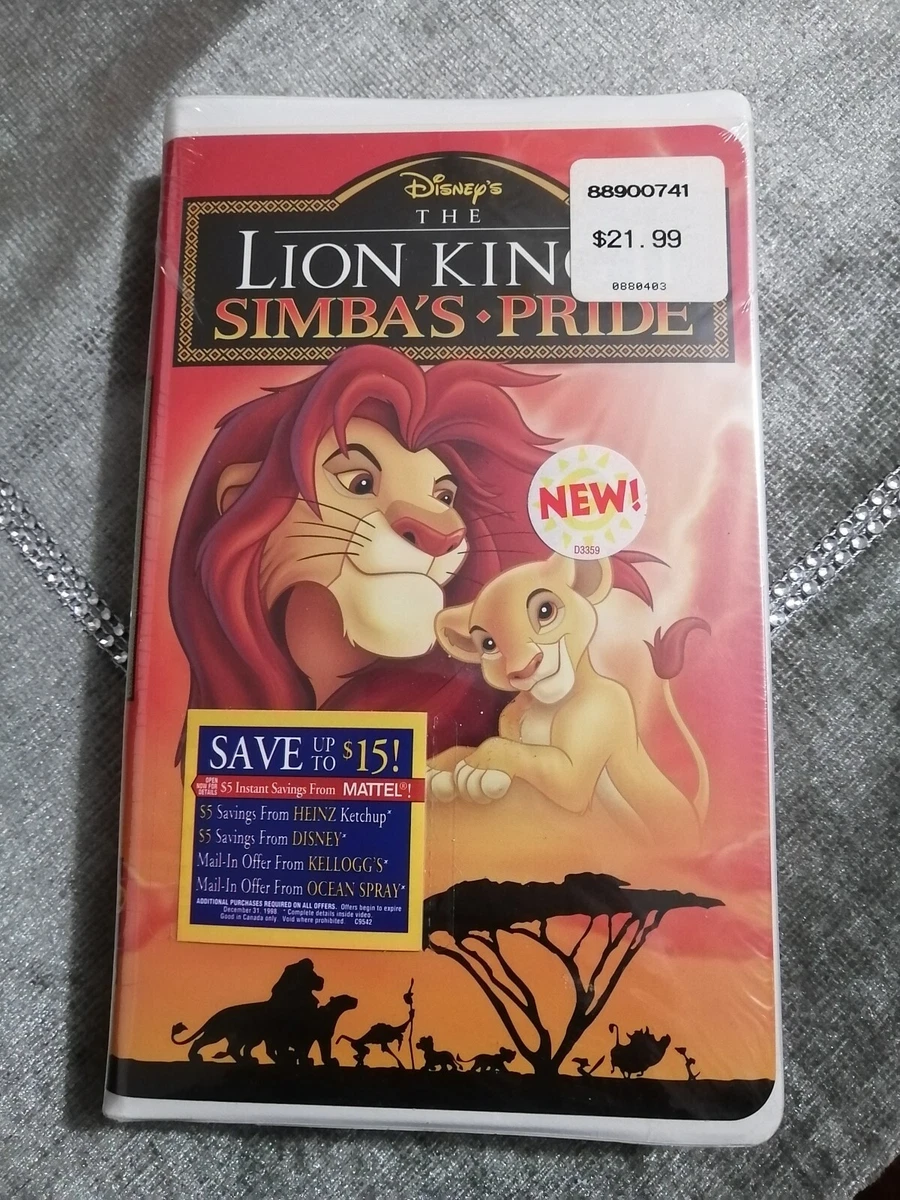 Disney's
THE
LION KIN
SIMBA'S • PRIDE
88900741
$21.99
0880403
NEW!
D3359
SAVE UP TO $15!
OPEN NOW FOR DETAILS
$5 Instant Savings From MATTEL®!
$5 Savings From HEINZ Ketchup*
$5 Savings From DISNEY*
Mail-In Offer From KELLOGG'S*
Mail-In Offer From OCEAN SPRAY*
ADDITIONAL PURCHASES REQUIRED ON ALL OFFERS. Offers begin to expire
December 31, 1998. *Complete details inside video.
Good in Canada only. Void where prohibited. C9542